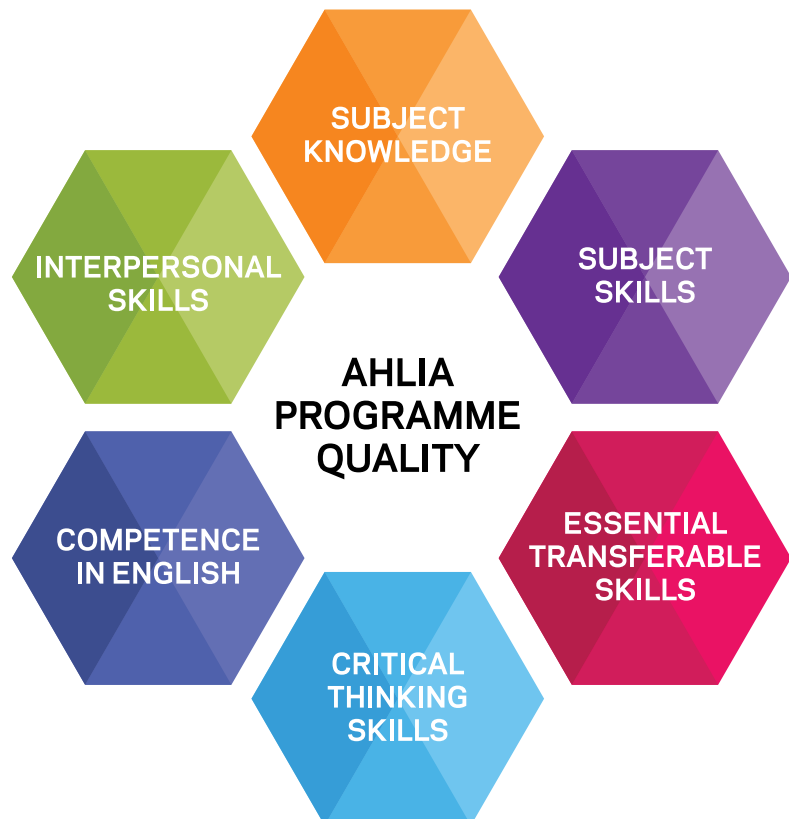 SUBJECT
KNOWLEDGE
INTERPERSONAL
SKILLS
SUBJECT
SKILLS
AHLIA
PROGRAMME
QUALITY
COMPETENCE
IN ENGLISH
ESSENTIAL
TRANSFERABLE
SKILLS
CRITICAL
THINKING
SKILLS